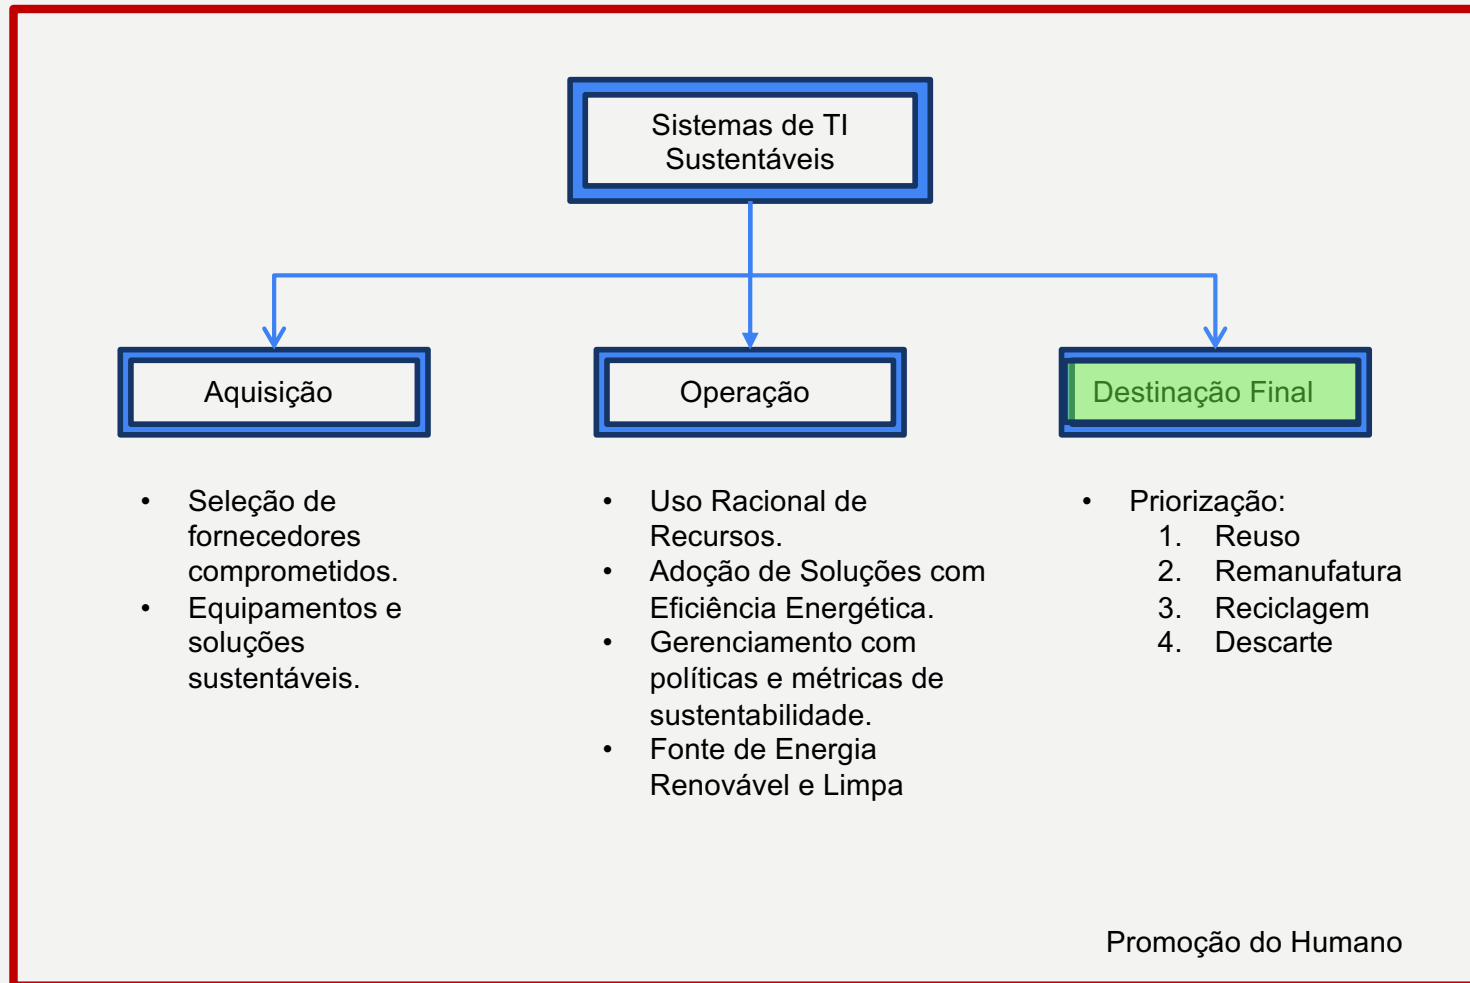 Sistemas de TI
Sustentáveis
Aquisição
Operação
Destinação Final
• Seleção de
fornecedores
comprometidos.
• Equipamentos e
soluções
sustentáveis.
• Uso Racional de
Recursos.
• Adoção de Soluções com
Eficiência Energética.
• Gerenciamento com
políticas e métricas de
sustentabilidade.
• Fonte de Energia
Renovável e Limpa
• Priorização:
1. Reuso
2. Remanufatura
3. Reciclagem
4. Descarte
Promoção do Humano